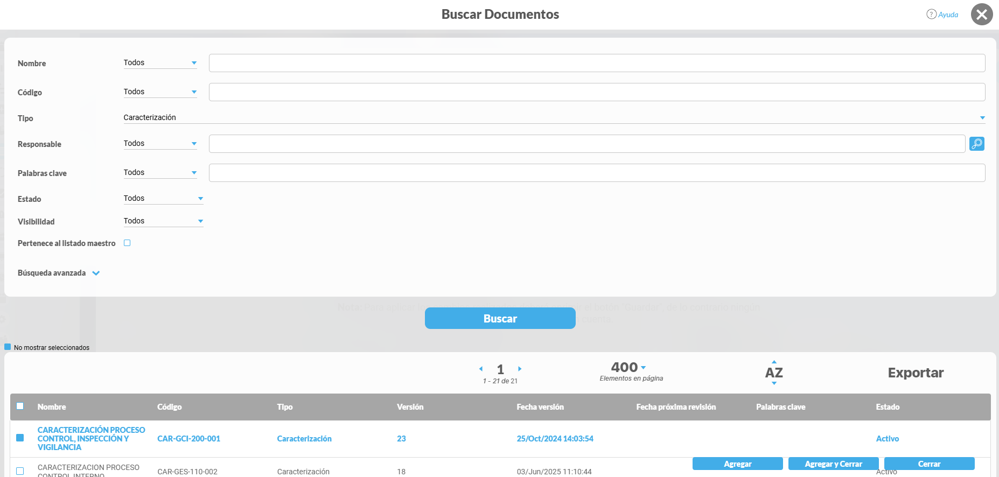 Buscar Documentos
? Ayuda
Nombre Todos
Código Todos
Tipo Caracterización
Responsable Todos
Palabras clave Todos
Estado Todos
Visibilidad Todos
Pertenece al listado maestro
Búsqueda avanzada
Buscar
No mostrar seleccionados
1 400 AZ Exportar
1 - 21 de 21 Elementos en página
Nombre Código Tipo Versión Fecha versión Fecha próxima revisión Palabras clave Estado
CARACTERIZACIÓN PROCESO
CONTROL, INSPECCIÓN Y CAR-GCI-200-001 Caracterización 23 25/Oct/2024 14:03:54 Activo
VIGILANCIA
Agregar Agregar y Cerrar Cerrar
CARACTERIZACION PROCESO
CONTROL INTERNO CAR-GES-110-002 Caracterización 18 03/Jun/2025 11:10:44 Activo